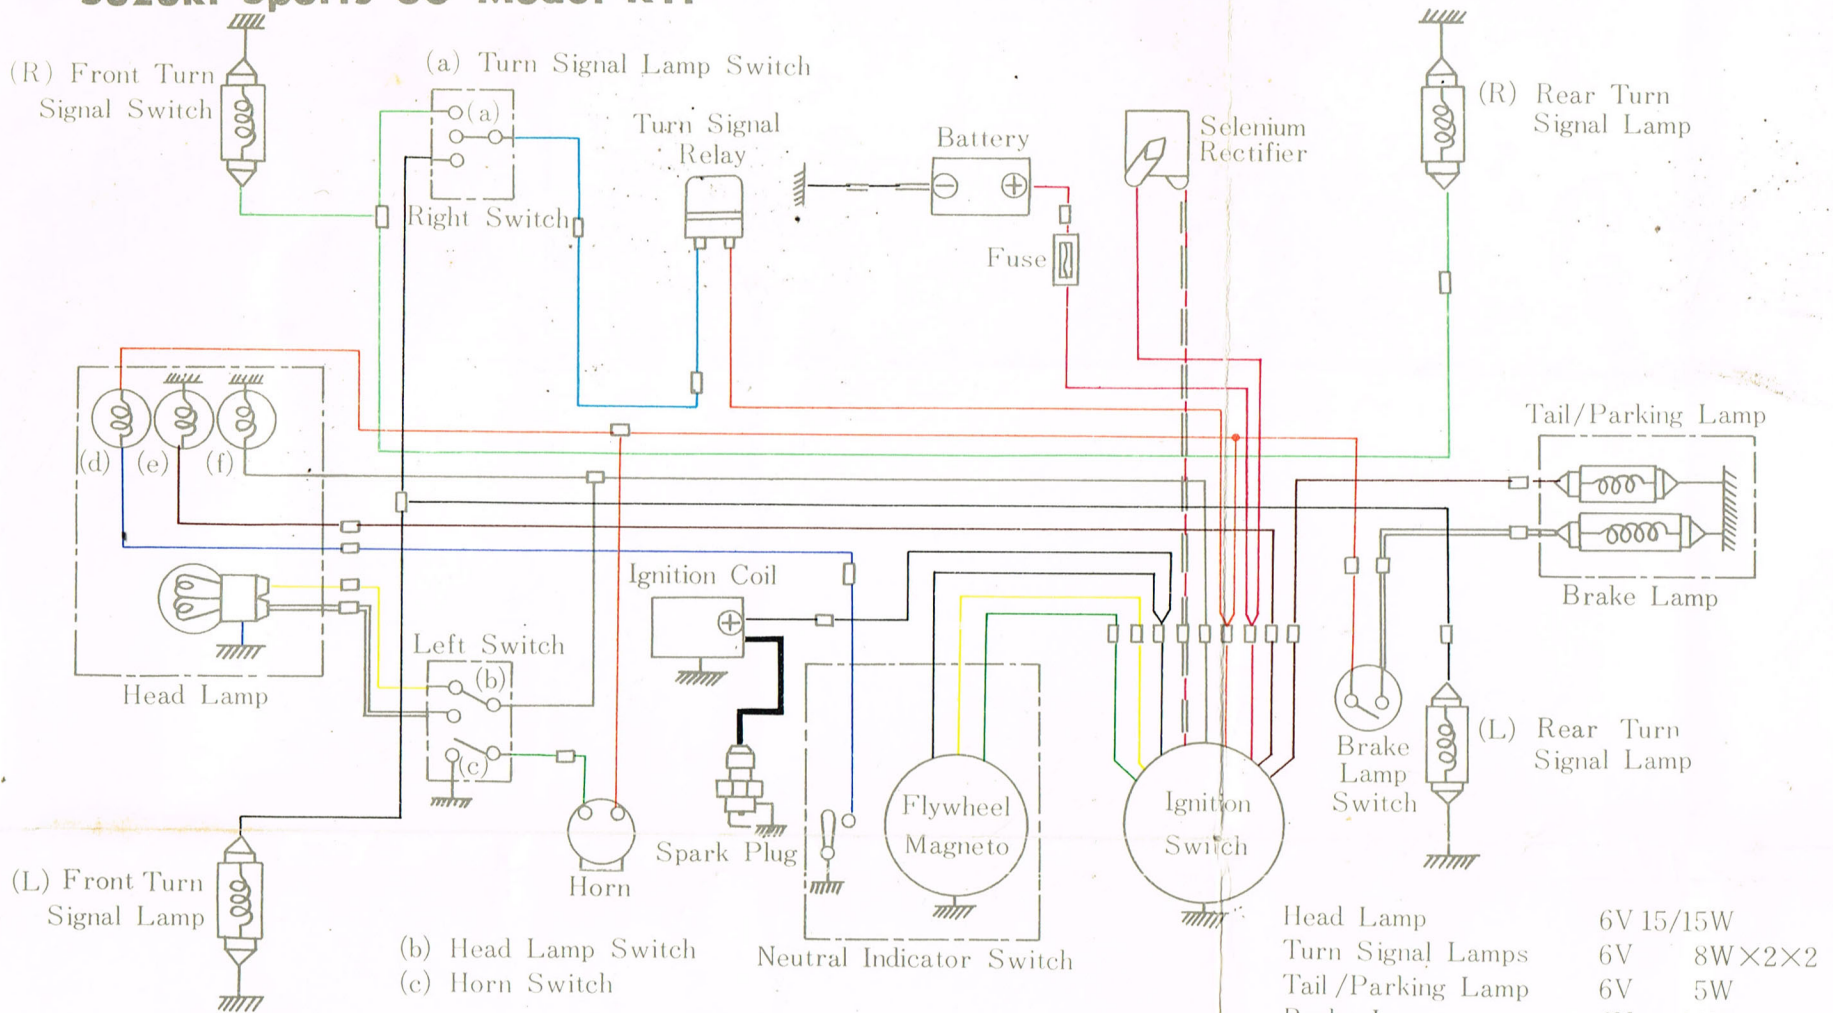 (R) Front Turn
Signal Switch
(a) Turn Signal Lamp Switch
(a)
Right Switch
Turn Signal
Relay
Battery
Fuse
Selenium
Rectifier
(R) Rear Turn
Signal Lamp
(d) (e) (f)
Head Lamp
Left Switch
(b)
(c)
Ignition Coil
Tail/Parking Lamp
Brake Lamp
Horn
Spark Plug
Flywheel
Magneto
Ignition
Switch
Brake
Lamp
Switch
(L) Rear Turn
Signal Lamp
(L) Front Turn
Signal Lamp
(b) Head Lamp Switch
(c) Horn Switch
Neutral Indicator Switch
Head Lamp 6V 15/15W
Turn Signal Lamps 6V 8W×2×2
Tail/Parking Lamp 6V 5W